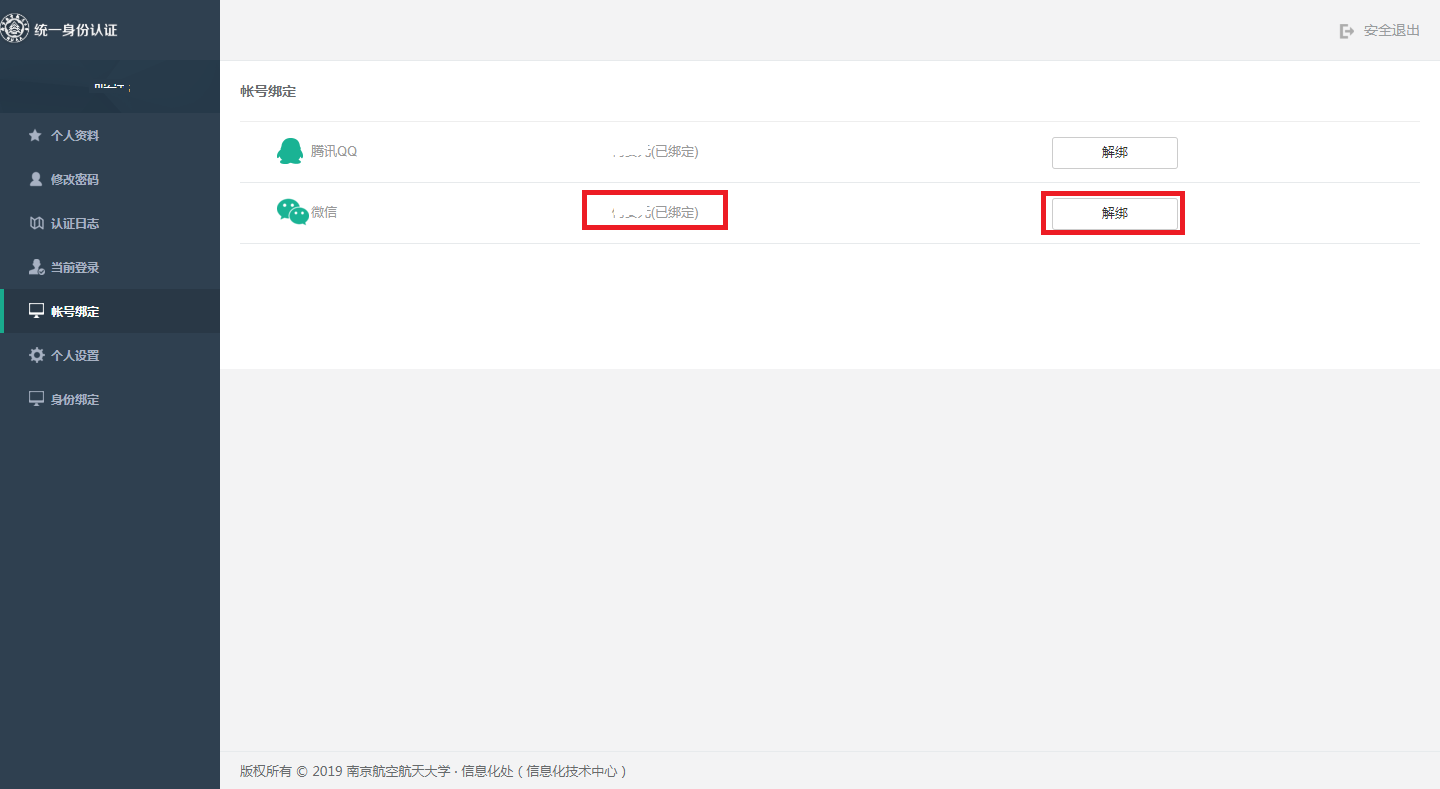 统一身份认证
安全退出
个人资料
修改密码
认证日志
当前登录
帐号绑定
个人设置
身份绑定
帐号绑定
腾讯QQ
(已绑定)
解绑
微信
(已绑定)
解绑
版权所有 © 2019 南京航空航天大学 · 信息化处 ( 信息化技术中心 )